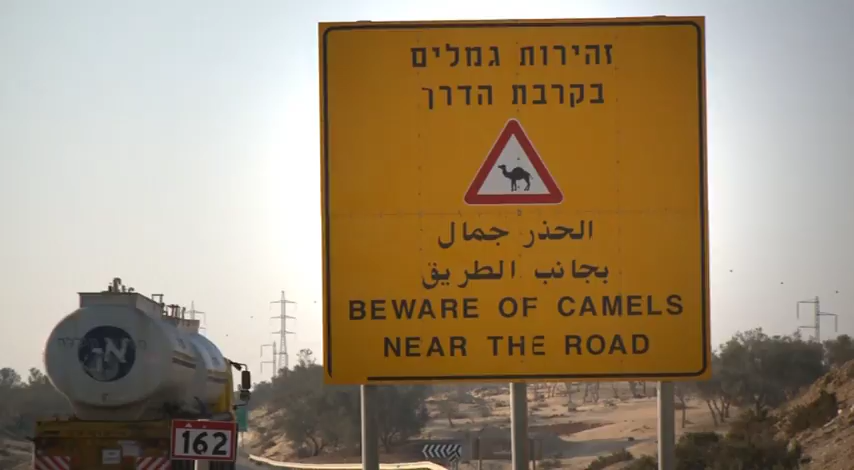 זהירות גמלים
בקרבת הדרך
الحذر جمال
بجانب الطريق
BEWARE OF CAMELS
NEAR THE ROAD
162